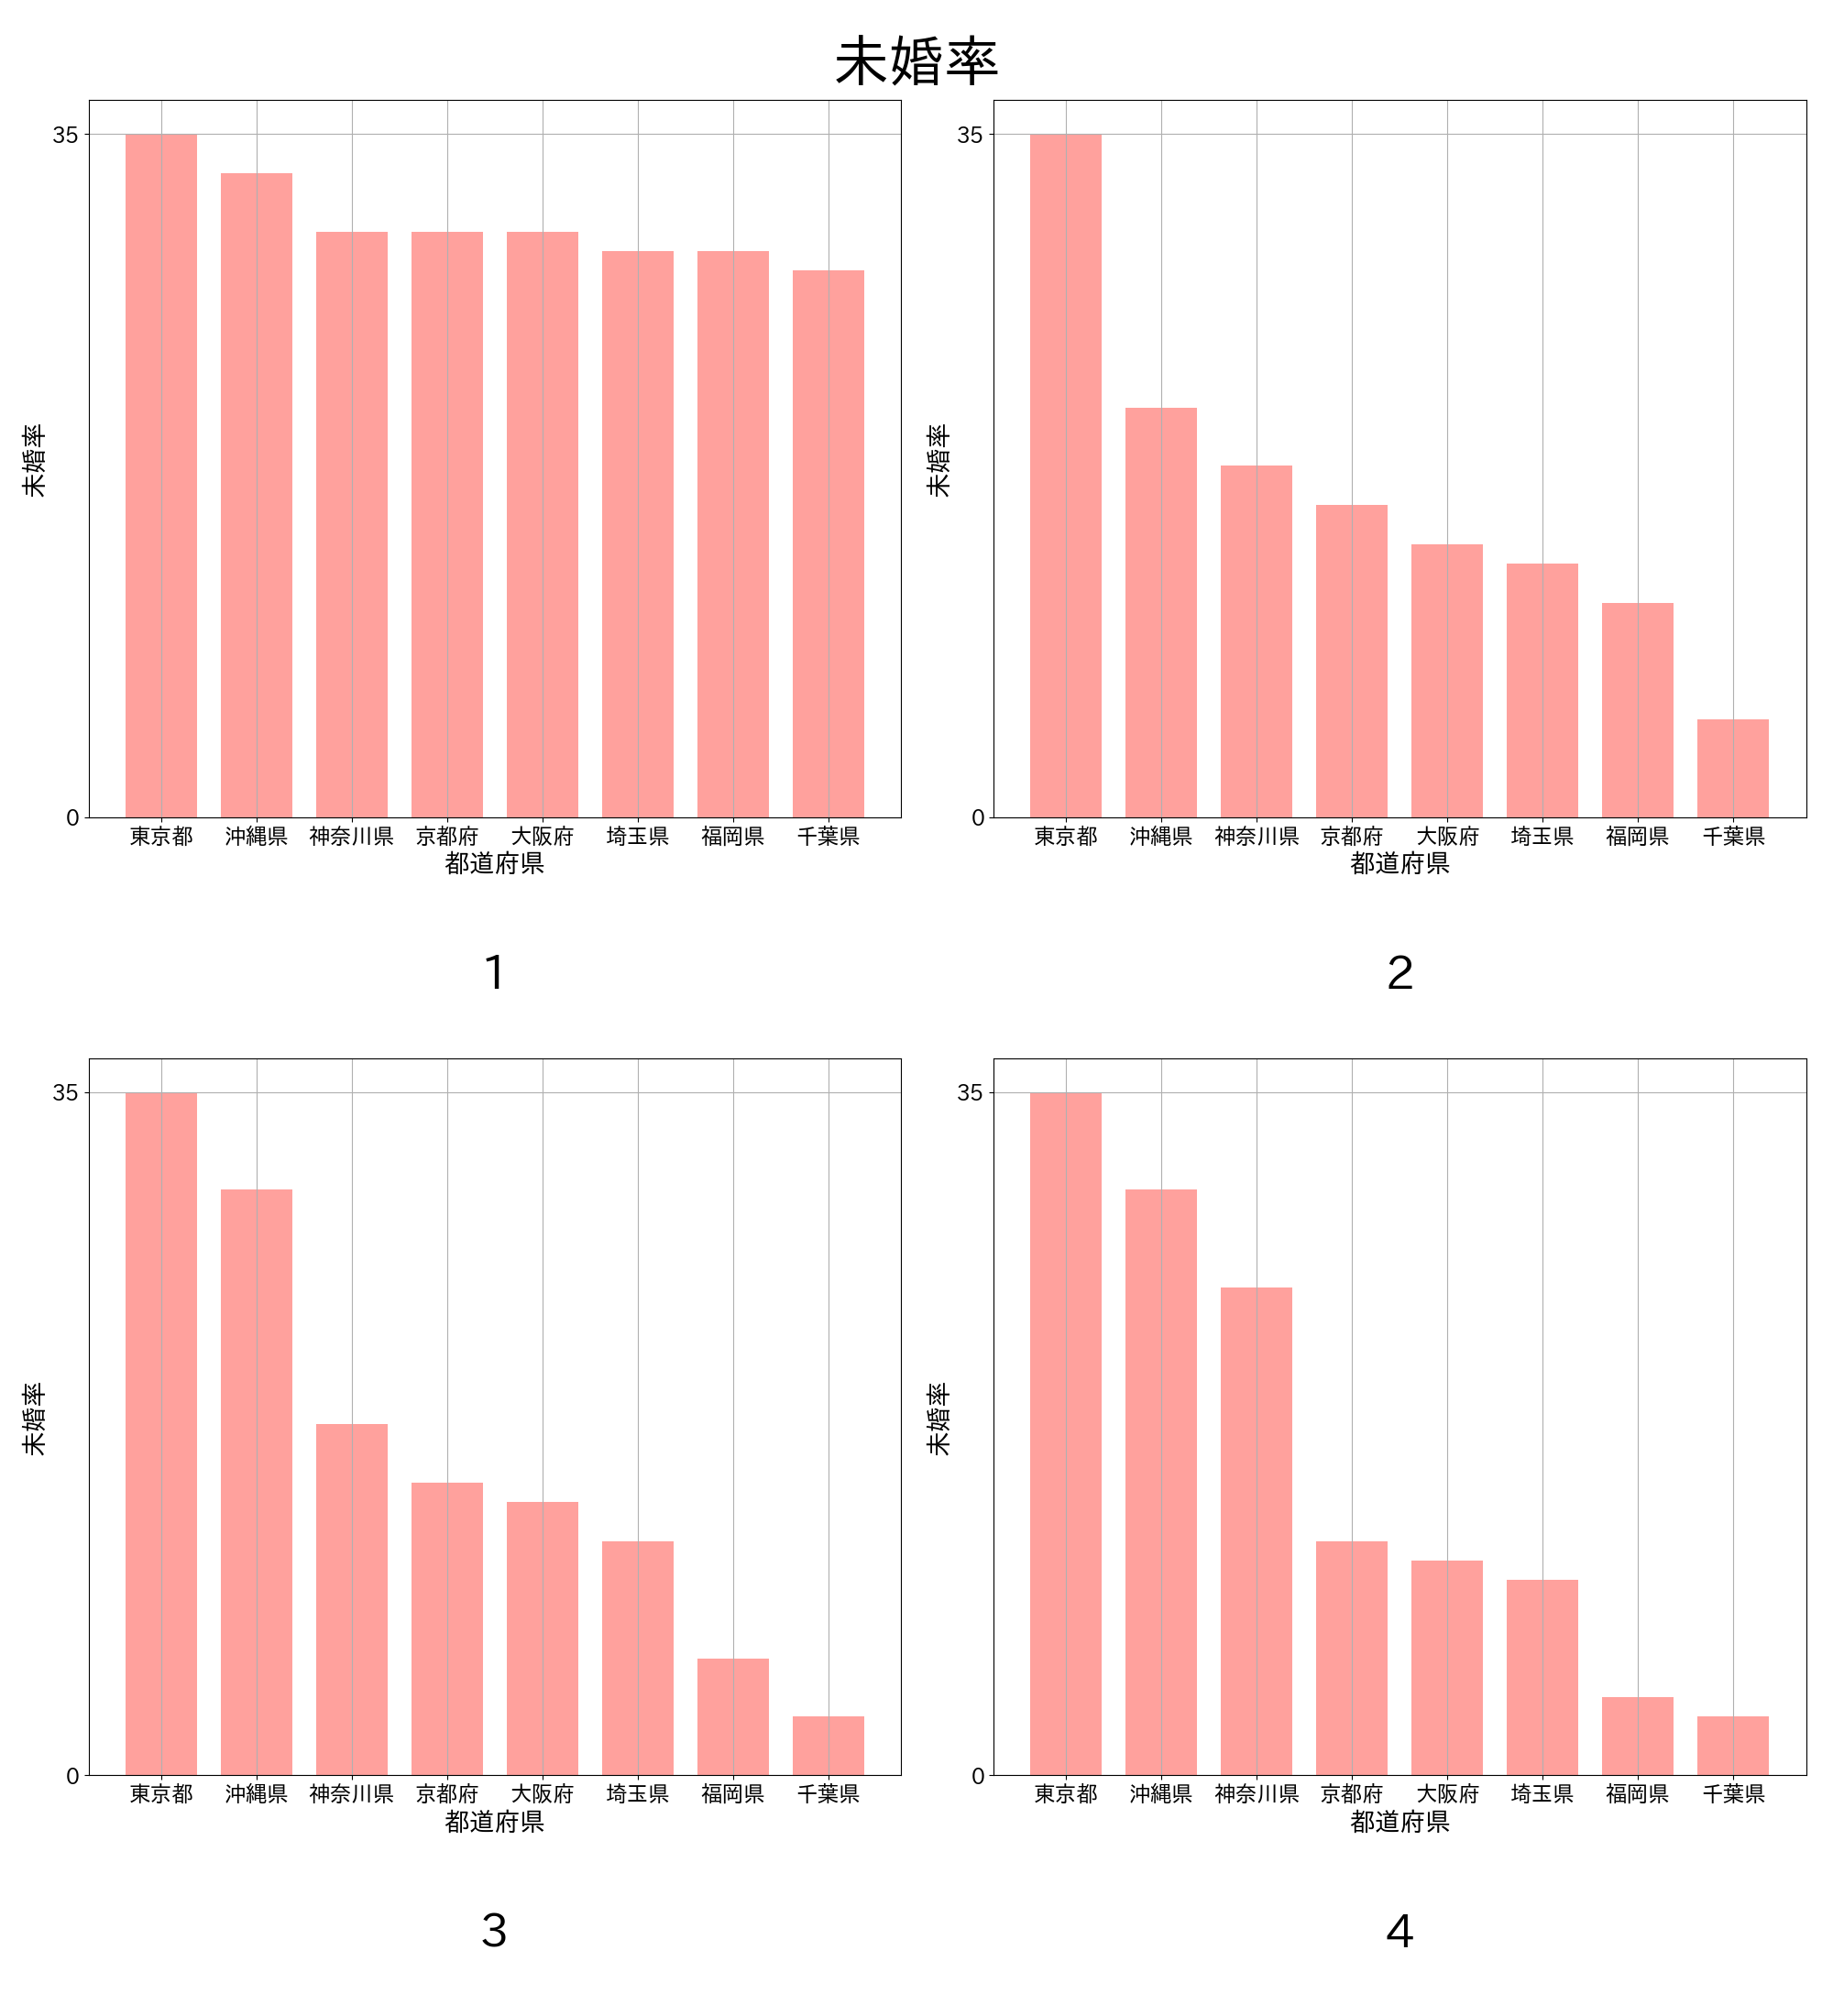 未婚率
35
0
未婚率
東京都 沖縄県 神奈川県 京都府 大阪府 埼玉県 福岡県 千葉県
都道府県
1
35
0
未婚率
東京都 沖縄県 神奈川県 京都府 大阪府 埼玉県 福岡県 千葉県
都道府県
2
35
0
未婚率
東京都 沖縄県 神奈川県 京都府 大阪府 埼玉県 福岡県 千葉県
都道府県
3
35
0
未婚率
東京都 沖縄県 神奈川県 京都府 大阪府 埼玉県 福岡県 千葉県
都道府県
4